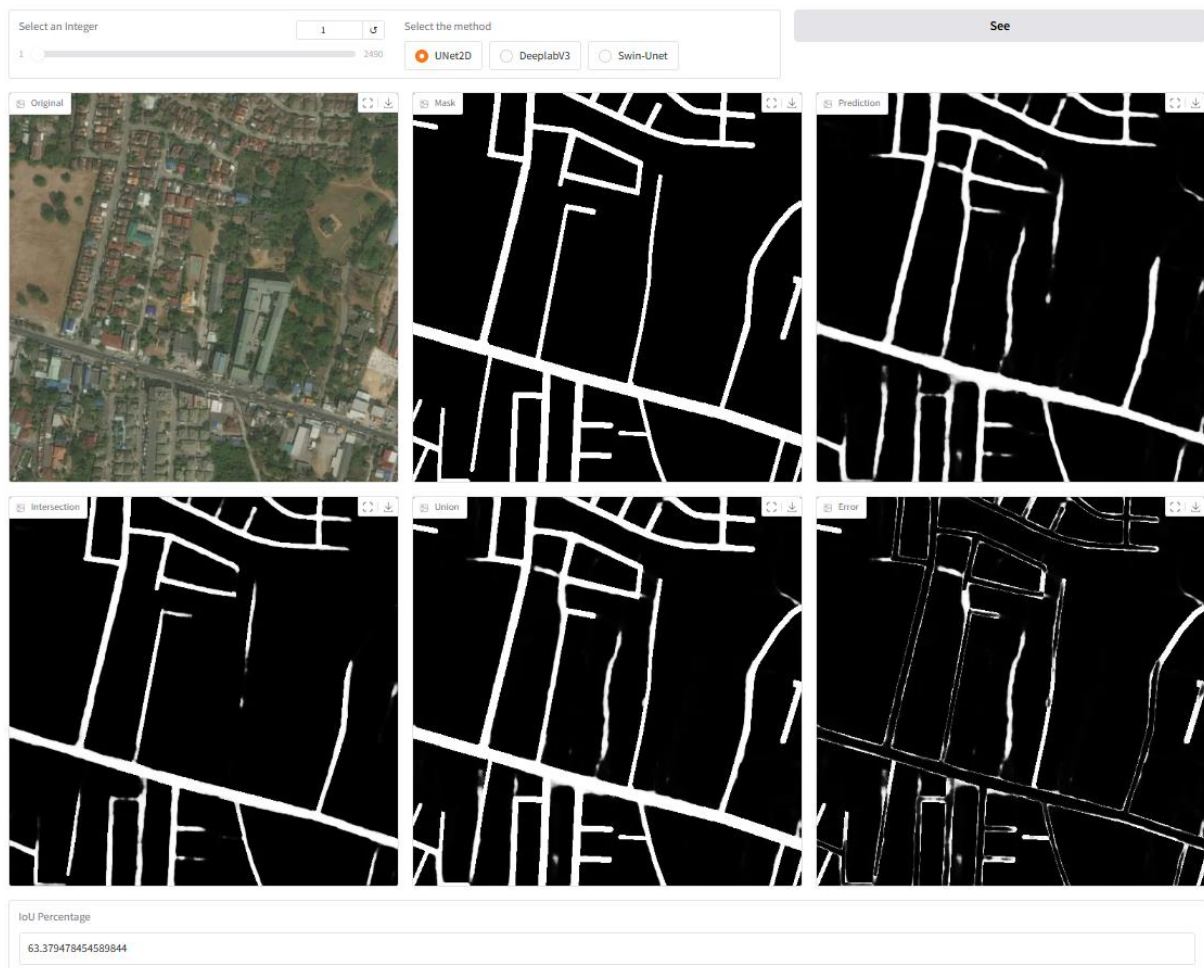 Select an Integer
1 ↺
1 2490
Select the method
UNet2D DeeplabV3 Swin-Unet
See
Original
Mask
Prediction
Intersection
Union
Error
IoU Percentage
63.379478454589844